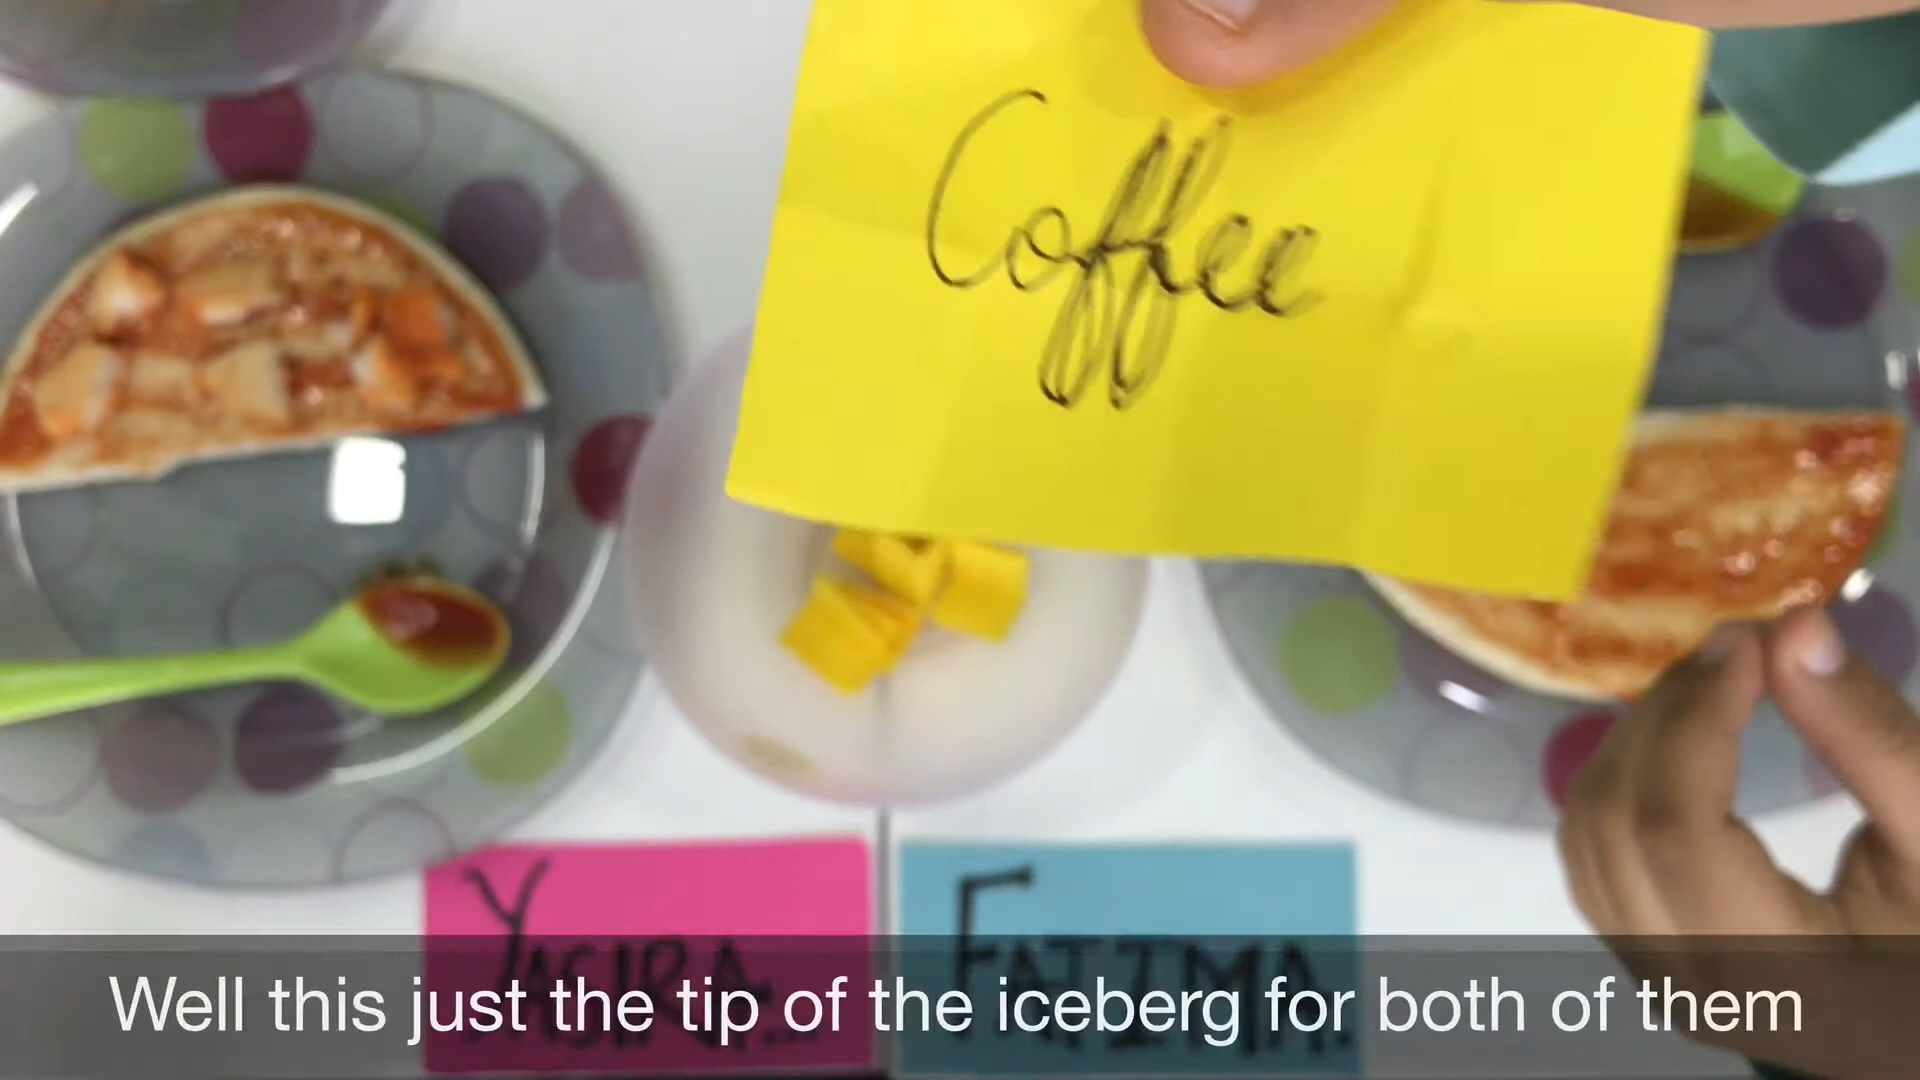 Coffee
YASIRA
FATIMA.
Well this just the tip of the iceberg for both of them